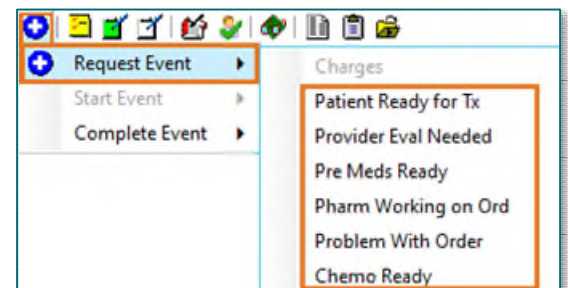 Request Event
Charges
Start Event
Patient Ready for Tx
Complete Event
Provider Eval Needed
Pre Meds Ready
Pharm Working on Ord
Problem With Order
Chemo Ready